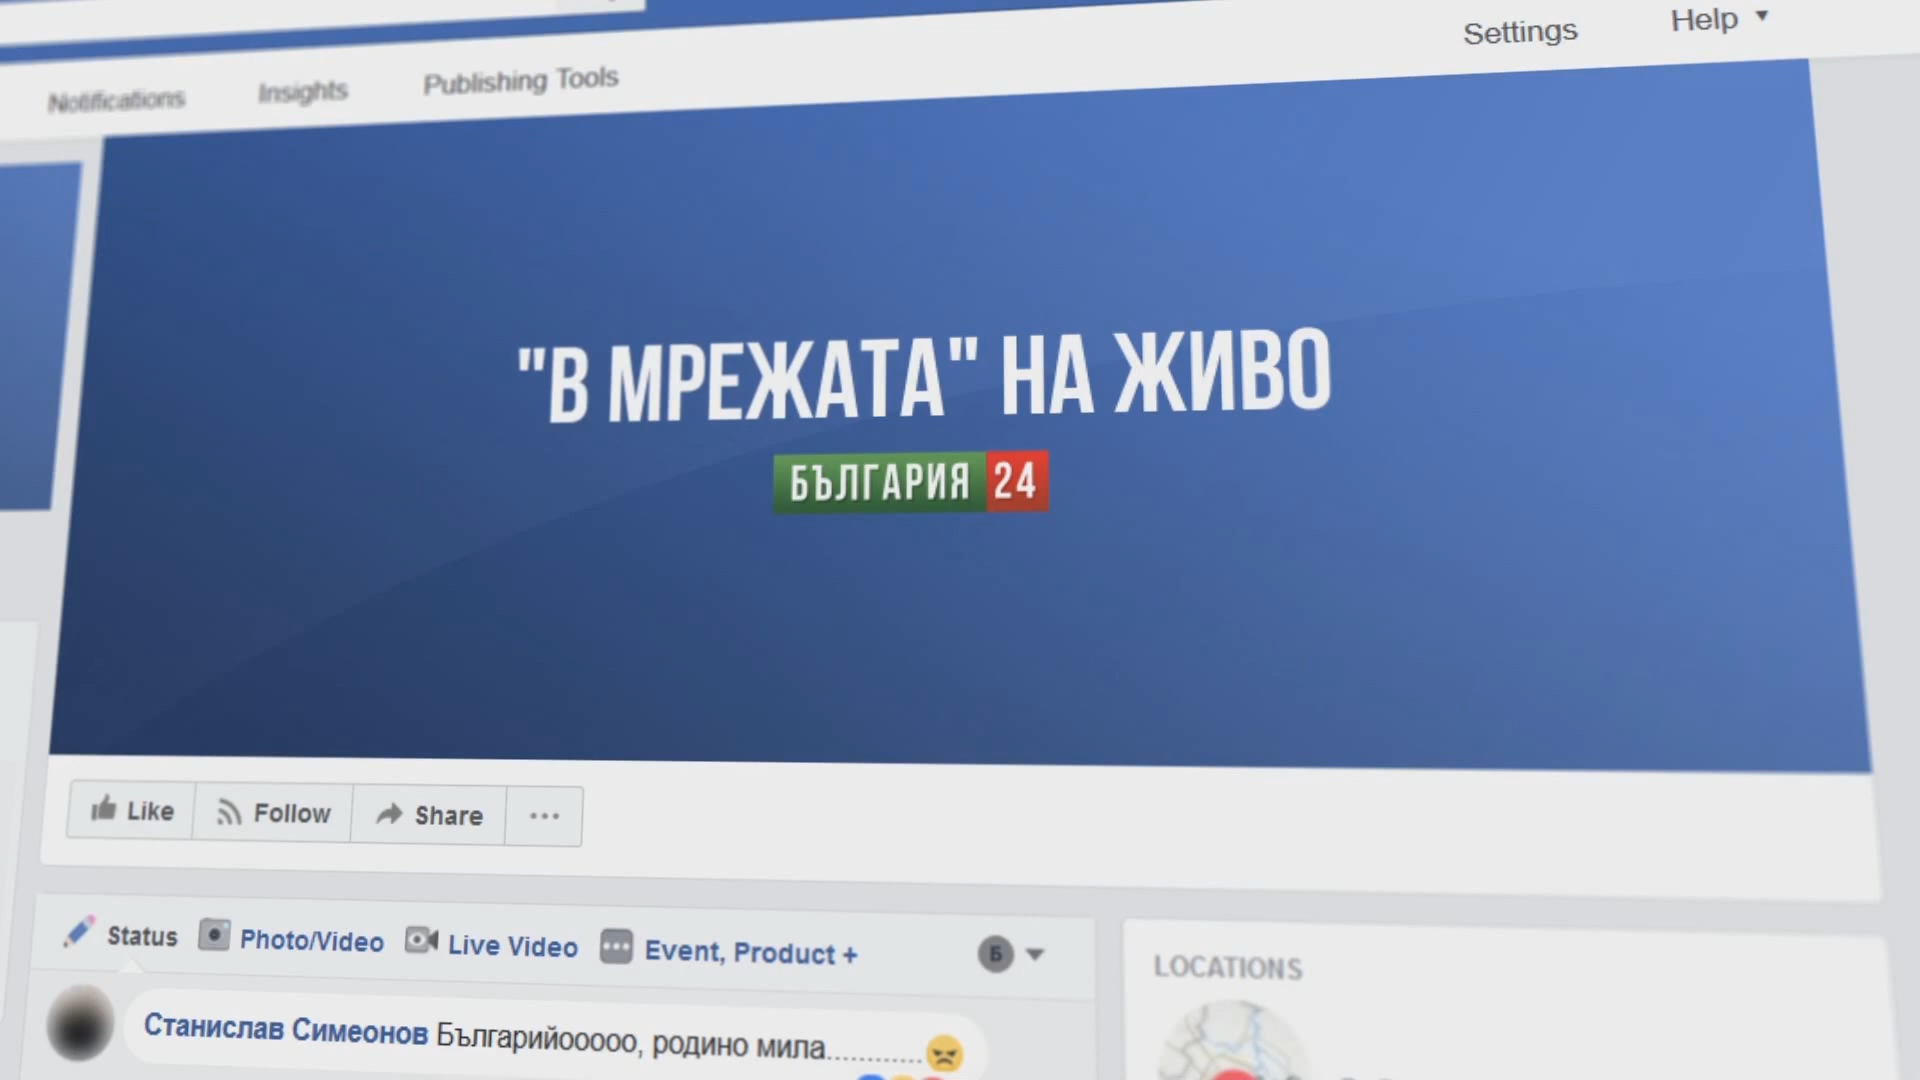 Settings Help
Notifications Insights Publishing Tools
"В МРЕЖАТА" НА ЖИВО
БЪЛГАРИЯ 24
Like Follow Share
Status Photo/Video Live Video Event, Product + Б
LOCATIONS
Станислав Симеонов Българийооооо, родино мила............